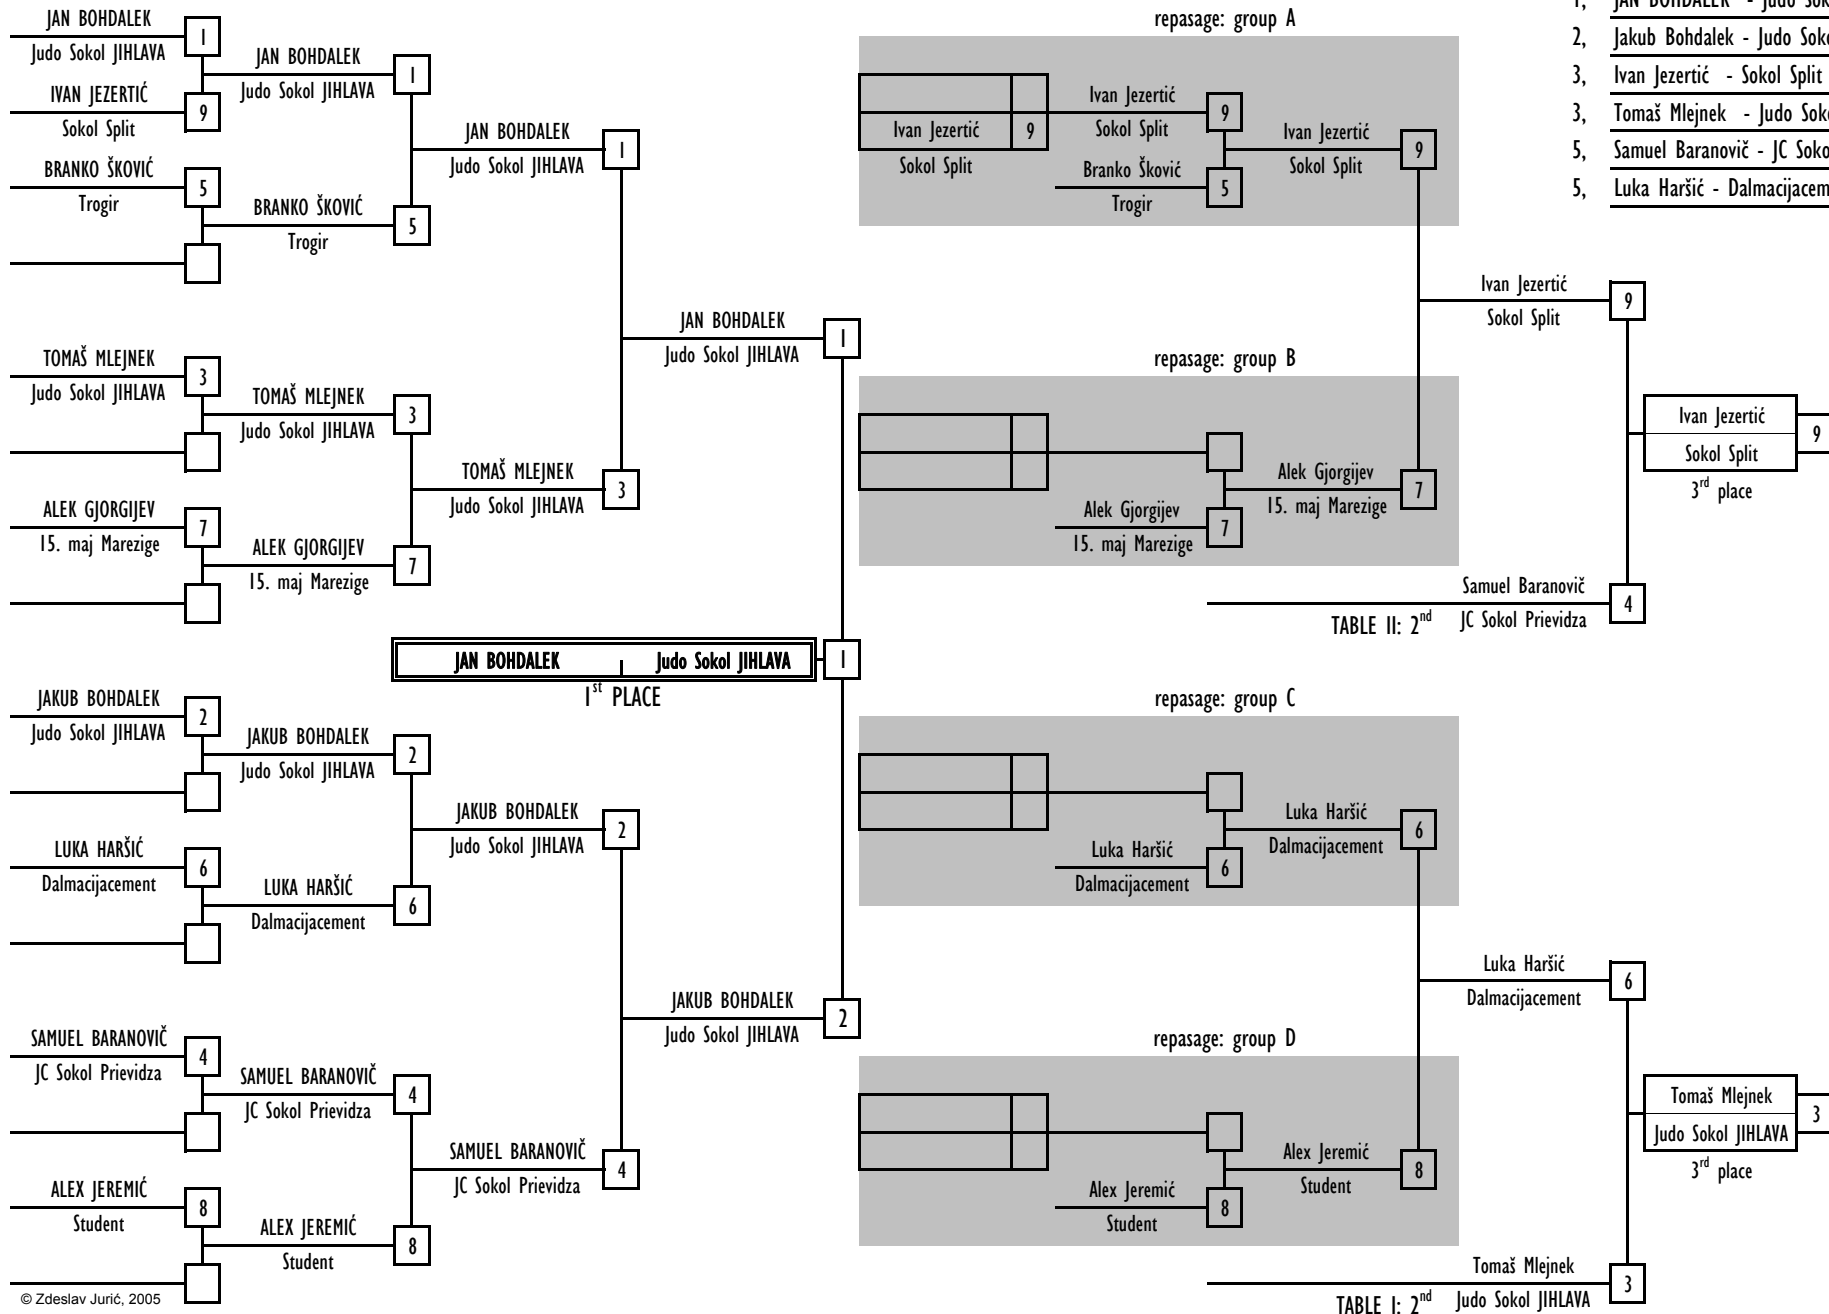 JAN BOHDALEK
Judo Sokol JIHLAVA
1
IVAN JEZERTIĆ
Sokol Split
9
BRANKO ŠKOVIĆ
Trogir
5
TOMAŠ MLEJNEK
Judo Sokol JIHLAVA
3
ALEK GJORGIJEV
15. maj Marezige
7
JAKUB BOHDALEK
Judo Sokol JIHLAVA
2
LUKA HARŠIĆ
Dalmacijacement
6
SAMUEL BARANOVIČ
JC Sokol Prievidza
4
ALEX JEREMIĆ
Student
8
© Zdeslav Jurić, 2005
JAN BOHDALEK
Judo Sokol JIHLAVA
1
BRANKO ŠKOVIĆ
Trogir
5
TOMAŠ MLEJNEK
Judo Sokol JIHLAVA
3
ALEK GJORGIJEV
15. maj Marezige
7
JAKUB BOHDALEK
Judo Sokol JIHLAVA
2
LUKA HARŠIĆ
Dalmacijacement
6
SAMUEL BARANOVIČ
JC Sokol Prievidza
4
ALEX JEREMIĆ
Student
8
JAN BOHDALEK
Judo Sokol JIHLAVA
1
TOMAŠ MLEJNEK
Judo Sokol JIHLAVA
3
JAKUB BOHDALEK
Judo Sokol JIHLAVA
2
SAMUEL BARANOVIČ
JC Sokol Prievidza
4
JAN BOHDALEK
Judo Sokol JIHLAVA
1
JAN BOHDALEK Judo Sokol JIHLAVA 1
1st PLACE
JAKUB BOHDALEK
Judo Sokol JIHLAVA
2
repasage: group A
Ivan Jezertić 9
Sokol Split
Ivan Jezertić
Sokol Split
9
Branko Šković
Trogir
5
Ivan Jezertić
Sokol Split
9
repasage: group B
Alek Gjorgijev
15. maj Marezige
7
Alek Gjorgijev
15. maj Marezige
7
Ivan Jezertić
Sokol Split
9
Samuel Baranovič
TABLE II: 2nd JC Sokol Prievidza
4
Ivan Jezertić
Sokol Split
9
3rd place
repasage: group C
Luka Haršić
Dalmacijacement
6
Luka Haršić
Dalmacijacement
6
repasage: group D
Alex Jeremić
Student
8
Alex Jeremić
Student
8
Luka Haršić
Dalmacijacement
6
Tomaš Mlejnek
TABLE I: 2nd Judo Sokol JIHLAVA
3
Tomaš Mlejnek
Judo Sokol JIHLAVA
3
3rd place
1, JAN BOHDALEK - Judo Sok
2, Jakub Bohdalek - Judo Sok
3, Ivan Jezertić - Sokol Split
3, Tomaš Mlejnek - Judo Sok
5, Samuel Baranovič - JC Soko
5, Luka Haršić - Dalmacijacem